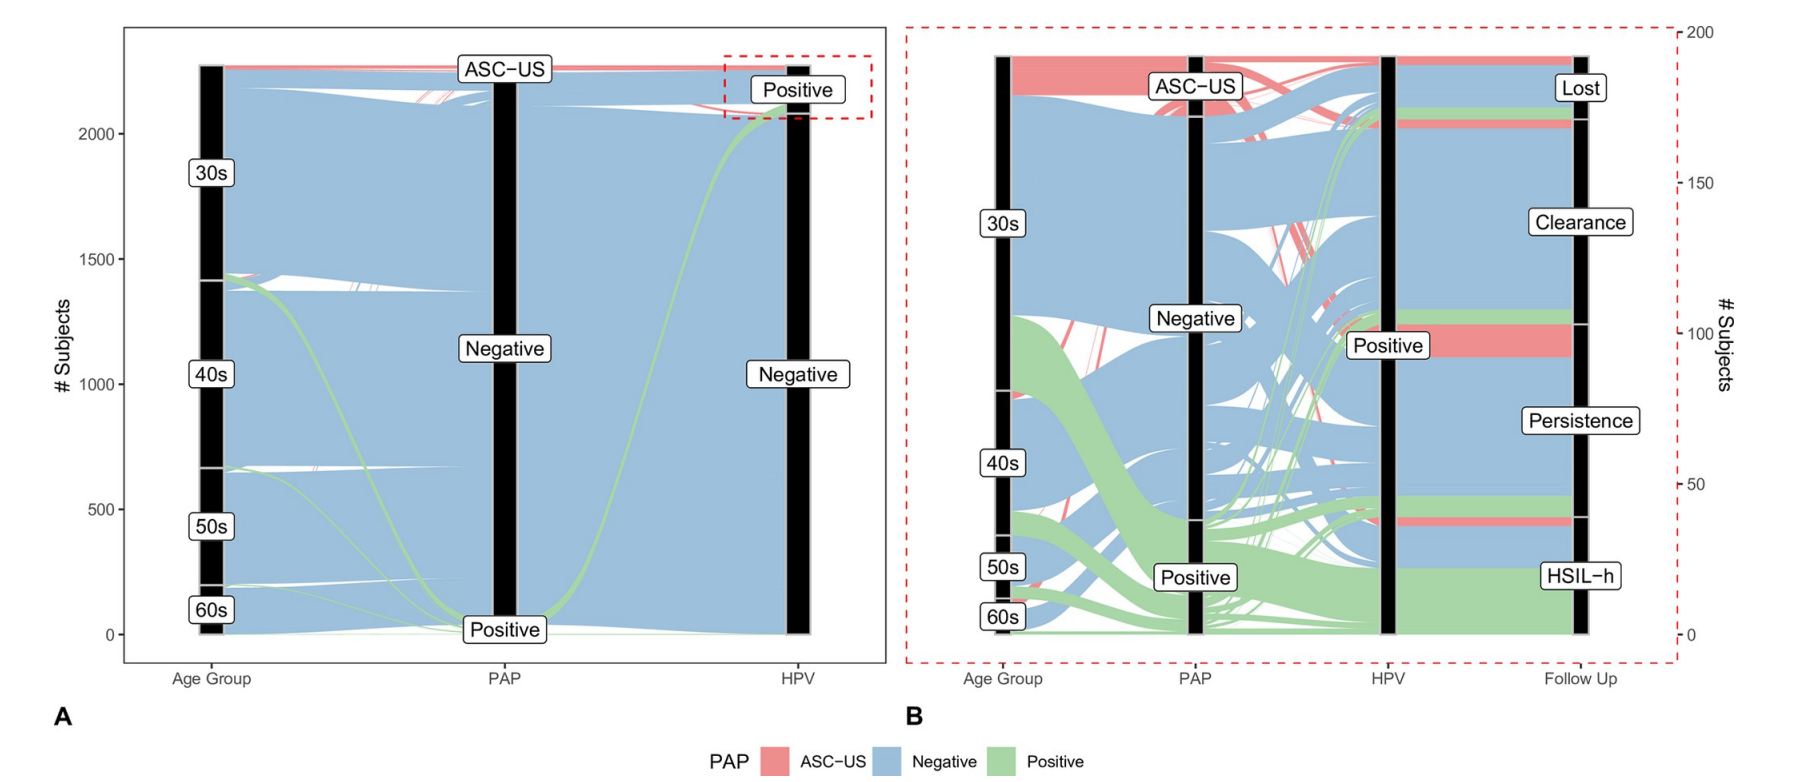 ASC−US
Positive
30s
40s
50s
60s
Negative
Negative
Positive
2000
1500
1000
500
0
# Subjects
Age Group
PAP
HPV
A
ASC−US
Lost
30s
Clearance
Negative
Positive
Persistence
40s
50s
60s
Positive
HSIL−h
200
150
100
50
0
# Subjects
Age Group
PAP
HPV
Follow Up
B
PAP ASC−US Negative Positive